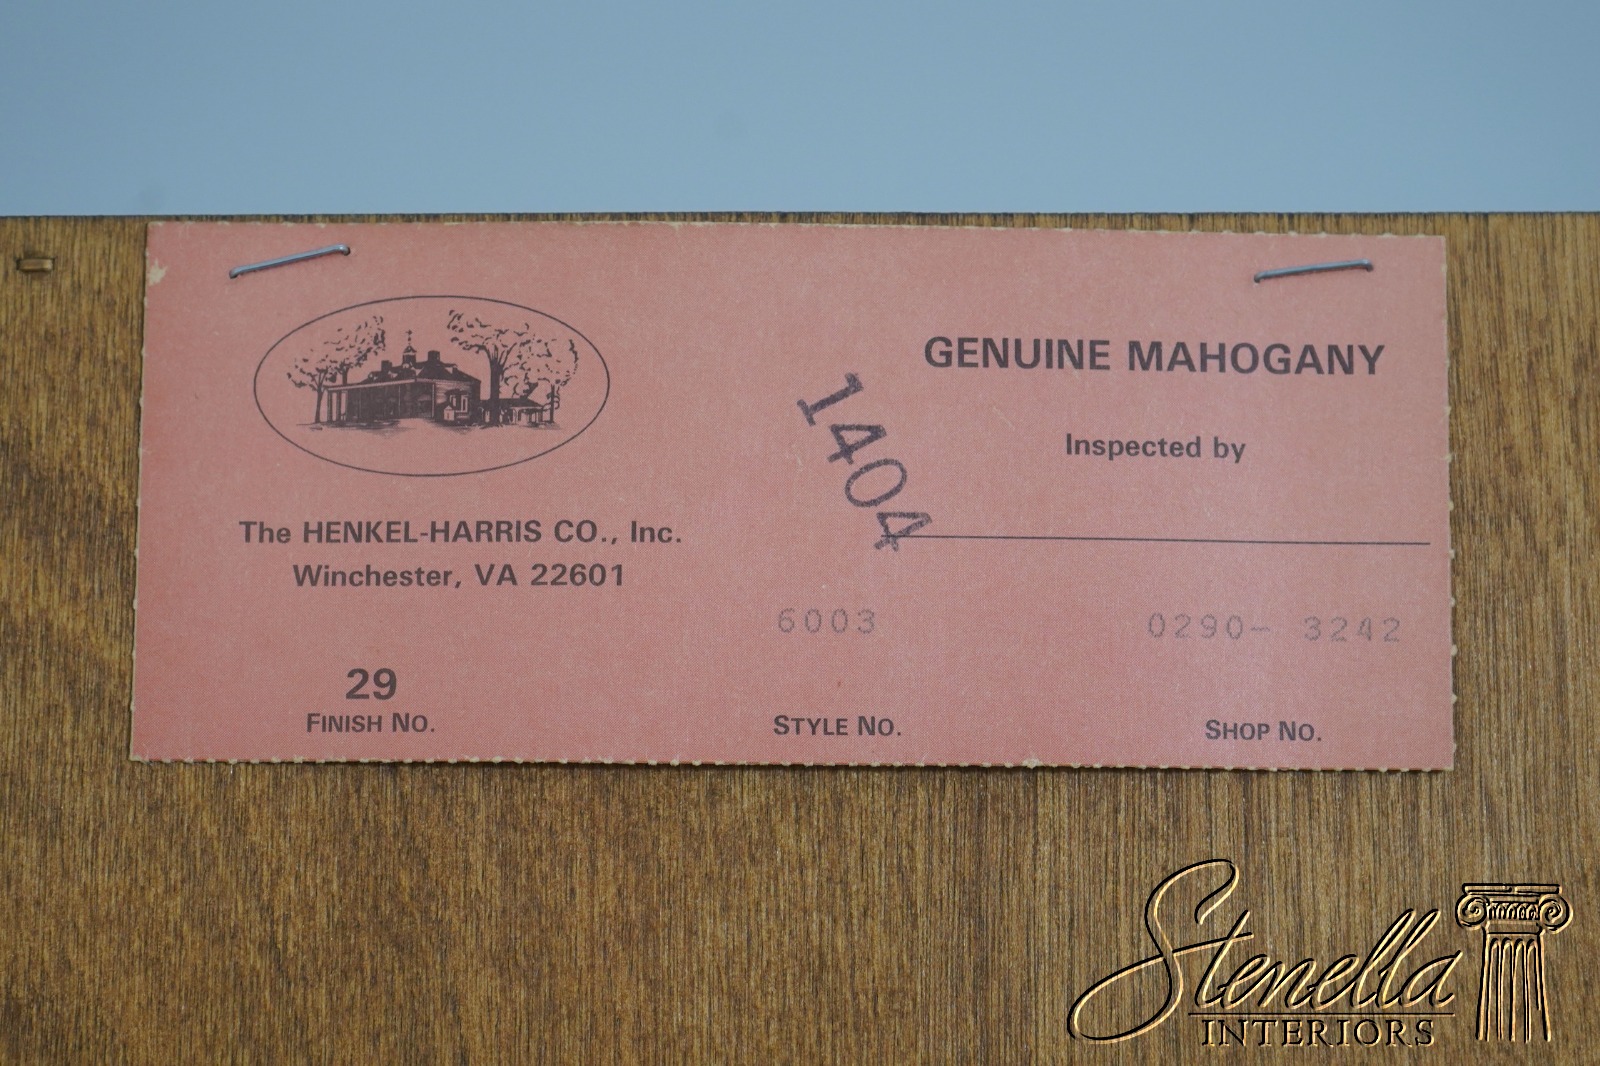 GENUINE MAHOGANY
1404
Inspected by
The HENKEL-HARRIS CO., Inc.
Winchester, VA 22601
6003
0290- 3242
29
FINISH NO.
STYLE NO.
SHOP NO.
Stenella
INTERIORS